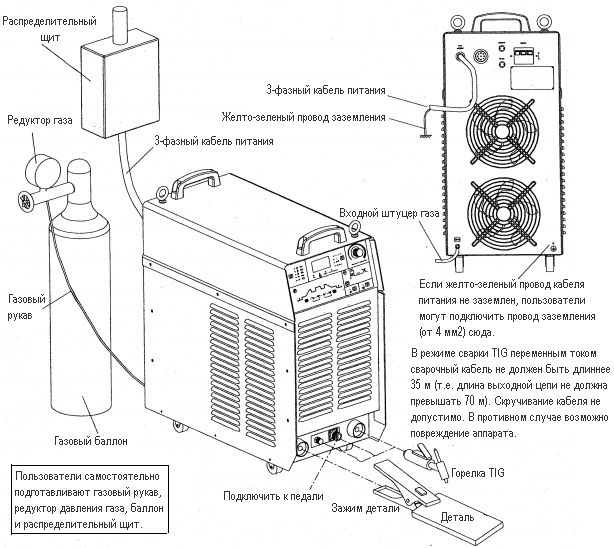 Распределительный
щит
3-фазный кабель питания
Желто-зеленый провод заземления
Редуктор газа
3-фазный кабель питания
Входной штуцер газа
Газовый
рукав
Если желто-зеленый провод кабеля
питания не заземлен, пользователи
могут подключить провод заземления
(от 4 мм2) сюда.
В режиме сварки TIG переменным током
сварочный кабель не должен быть длиннее
35 м (т.е. длина выходной цепи не должна
превышать 70 м). Скручивание кабеля не
допустимо. В противном случае возможно
повреждение аппарата.
Газовый баллон
Горелка TIG
Пользователи самостоятельно
подготавливают газовый рукав,
редуктор давления газа, баллон
и распределительный щит.
Подключить к педали
Зажим детали
Деталь